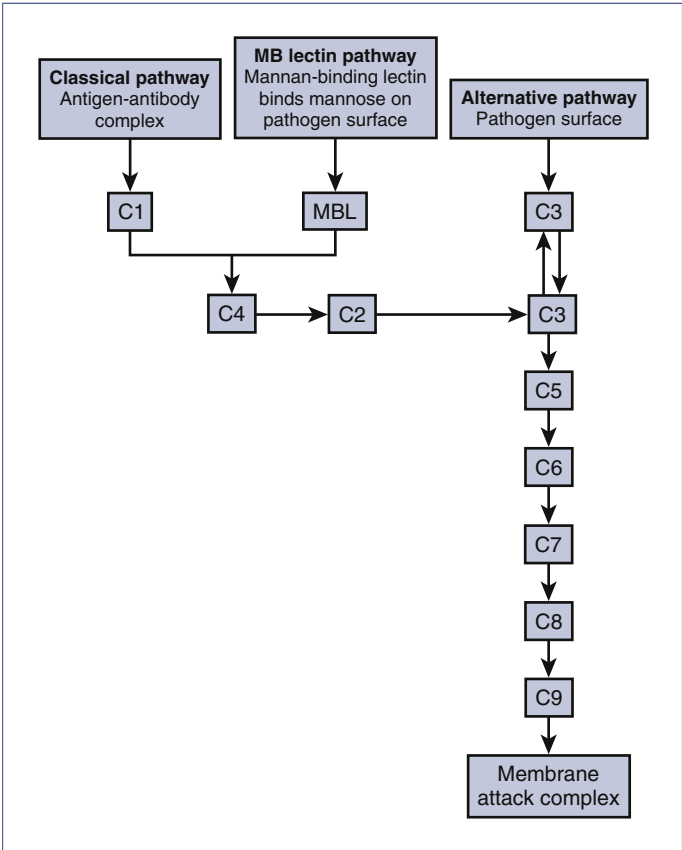 Classical pathway
Antigen-antibody
complex
MB lectin pathway
Mannan-binding lectin
binds mannose on
pathogen surface
Alternative pathway
Pathogen surface
C1
MBL
C3
C4
C2
C3
C5
C6
C7
C8
C9
Membrane
attack complex